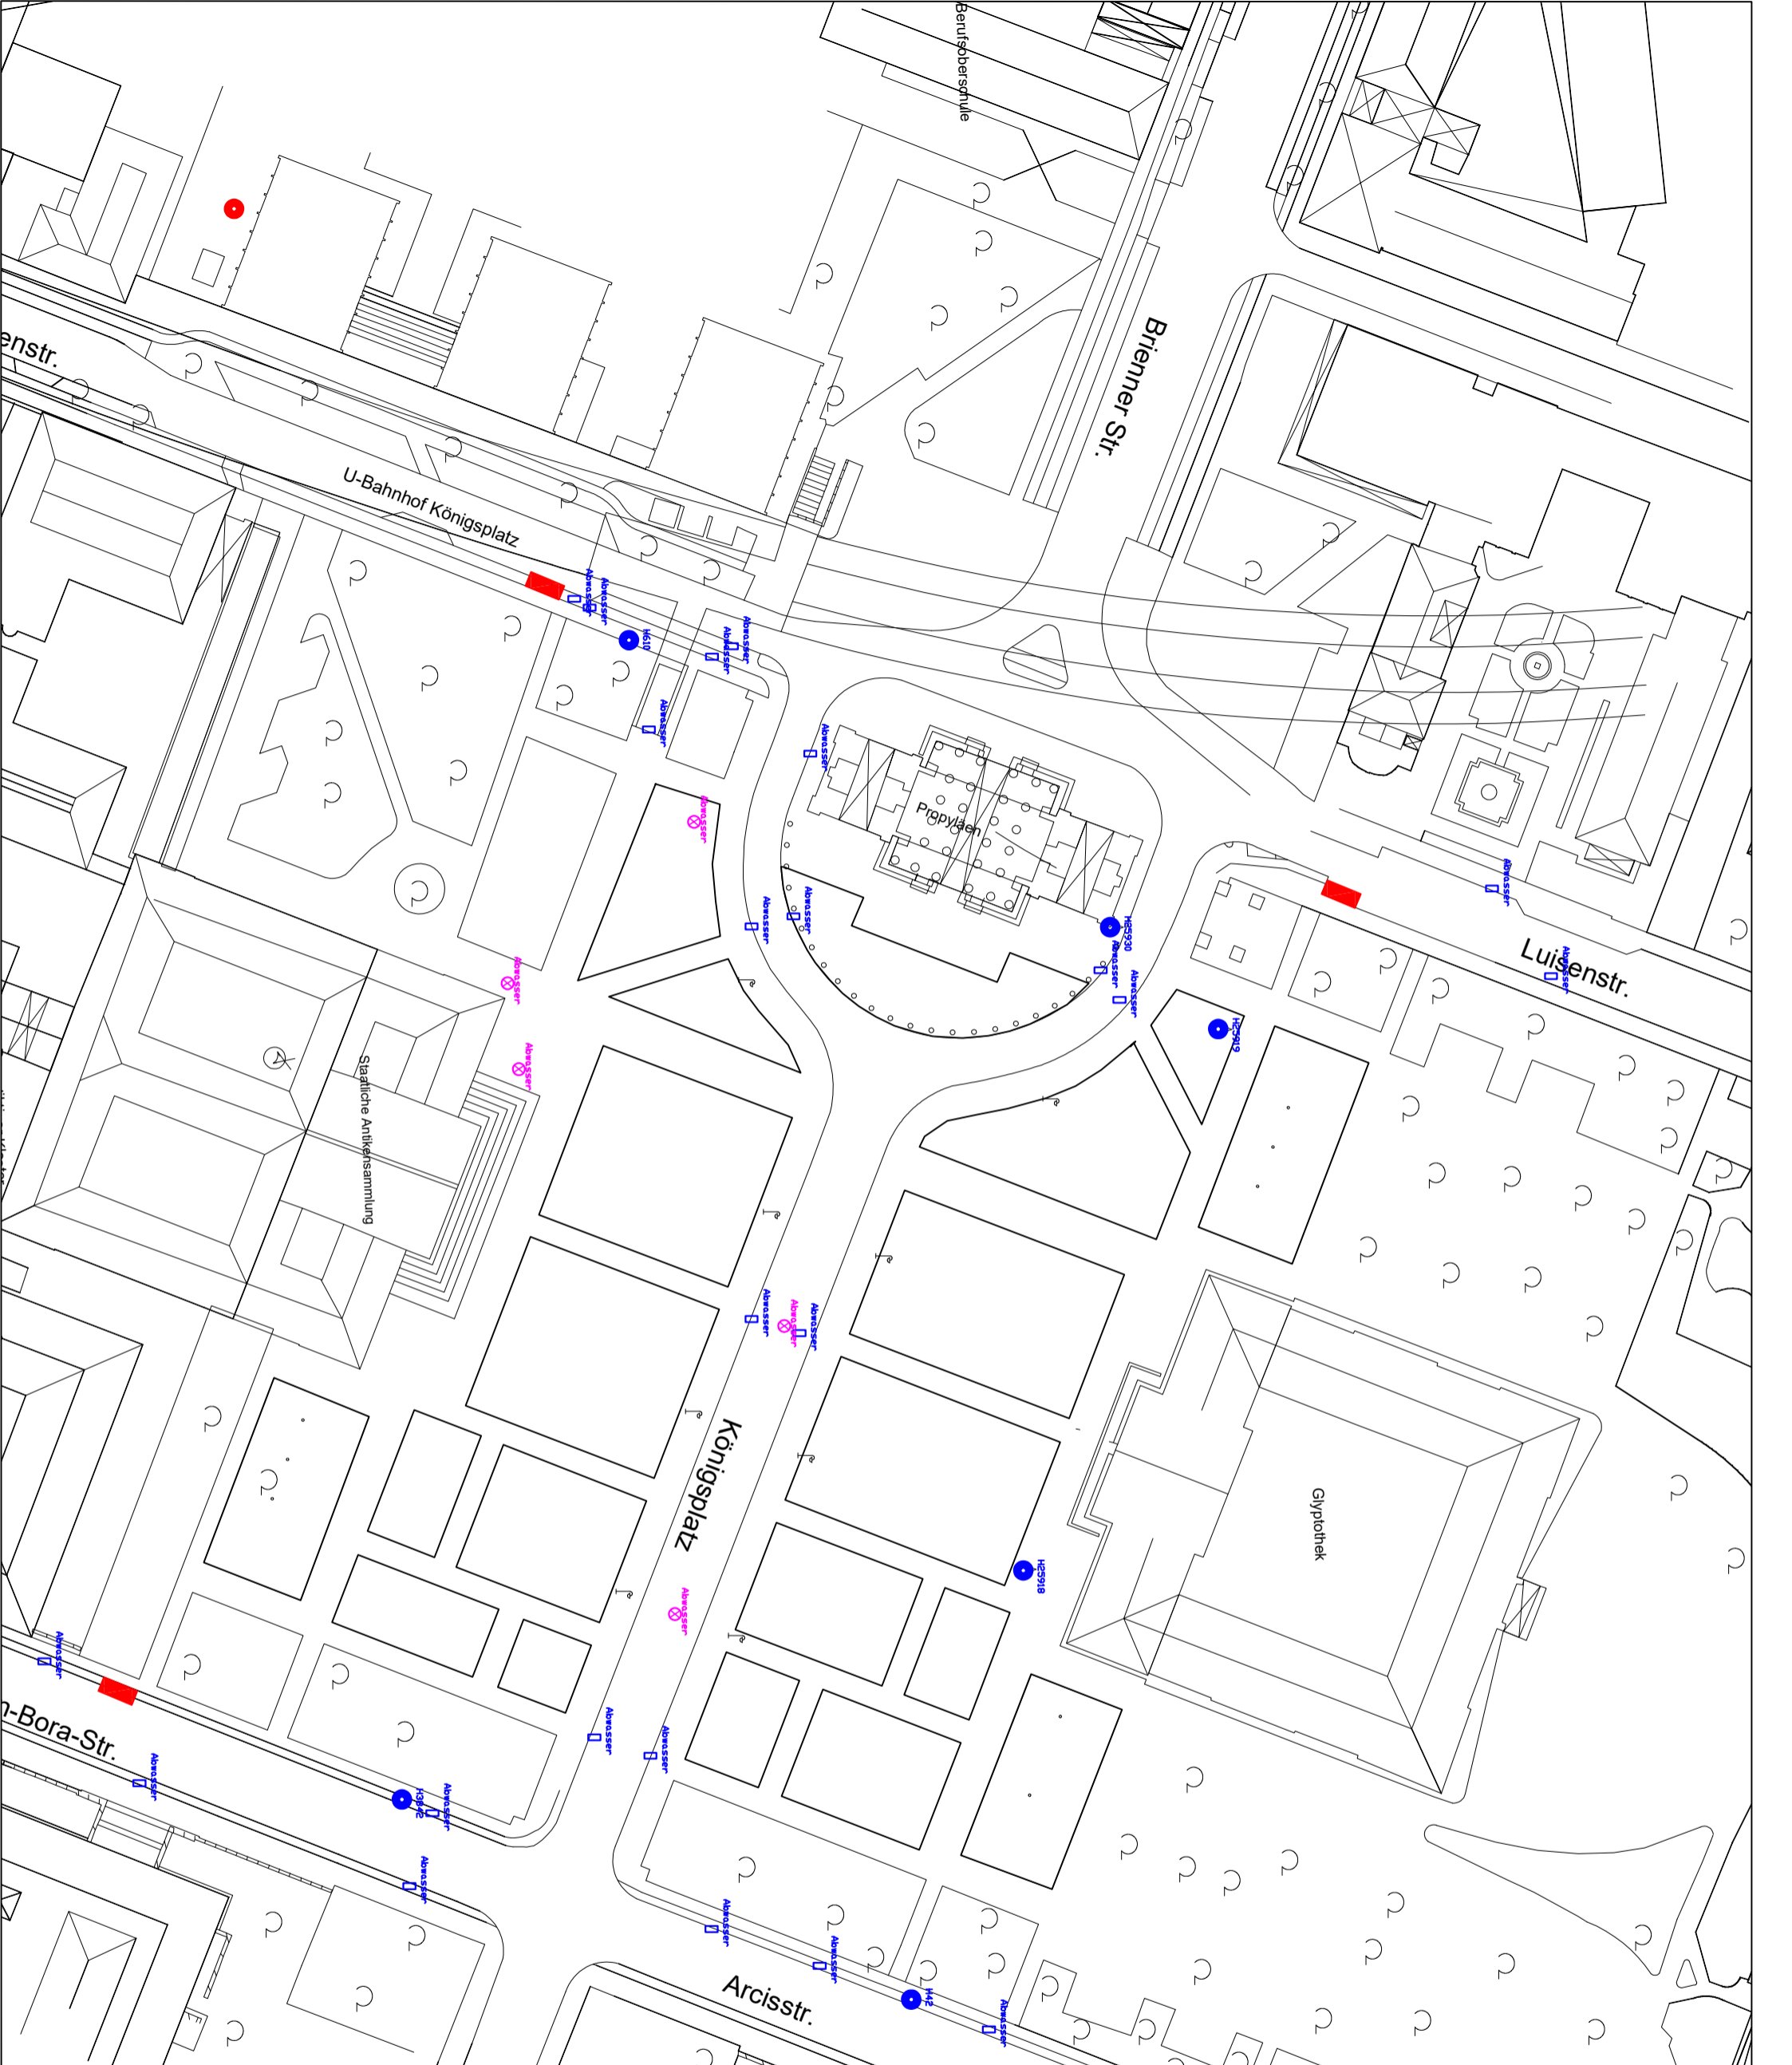 Berufsoberschule
Brienner Str.
enstr.
U-Bahnhof Königsplatz
Abwasser
Abwasser
H610
Abwasser
Abwasser
Abwasser
Abwasser
Abwasser
Propyläen
Abwasser
Abwasser
Abwasser
H25930
Abwasser
Abwasser
Luisenstr.
Abwasser
Abwasser
H25919
Abwasser
Staatliche Antikensammlung
Abwasser
Abwasser
Abwasser
Königsplatz
Glyptothek
H25918
Abwasser
Abwasser
n-Bora-Str.
Abwasser
Abwasser
Abwasser
H3842
Abwasser
Abwasser
Abwasser
Abwasser
Arcisstr.
H42
Abwasser